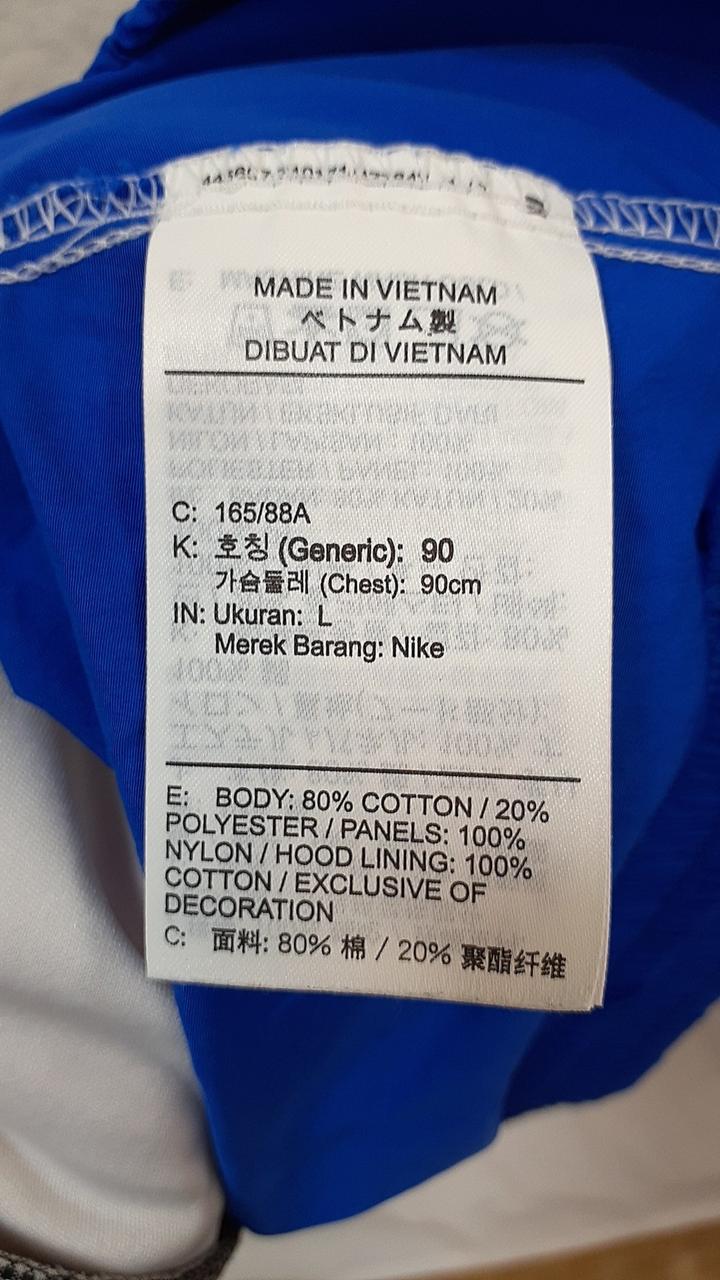 MADE IN VIETNAM
ベトナム製
DIBUAT DI VIETNAM
C: 165/88A
K: 호칭 (Generic): 90
가슴둘레 (Chest): 90cm
IN: Ukuran: L
Merek Barang: Nike
E: BODY: 80% COTTON / 20%
POLYESTER / PANELS: 100%
NYLON / HOOD LINING: 100%
COTTON / EXCLUSIVE OF
DECORATION
C: 面料: 80% 棉 / 20% 聚酯纤维